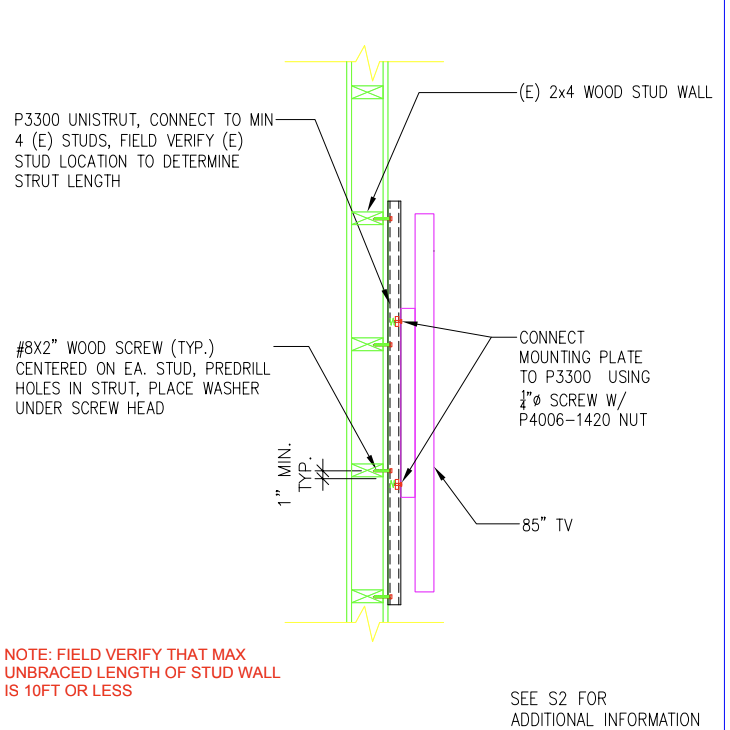 (E) 2x4 WOOD STUD WALL
P3300 UNISTRUT, CONNECT TO MIN
4 (E) STUDS, FIELD VERIFY (E)
STUD LOCATION TO DETERMINE
STRUT LENGTH
#8X2" WOOD SCREW (TYP.)
CENTERED ON EA. STUD, PREDRILL
HOLES IN STRUT, PLACE WASHER
UNDER SCREW HEAD
CONNECT
MOUNTING PLATE
TO P3300 USING
1/4"ø SCREW W/
P4006-1420 NUT
1" MIN.
TYP.
85" TV
NOTE: FIELD VERIFY THAT MAX
UNBRACED LENGTH OF STUD WALL
IS 10FT OR LESS
SEE S2 FOR
ADDITIONAL INFORMATION